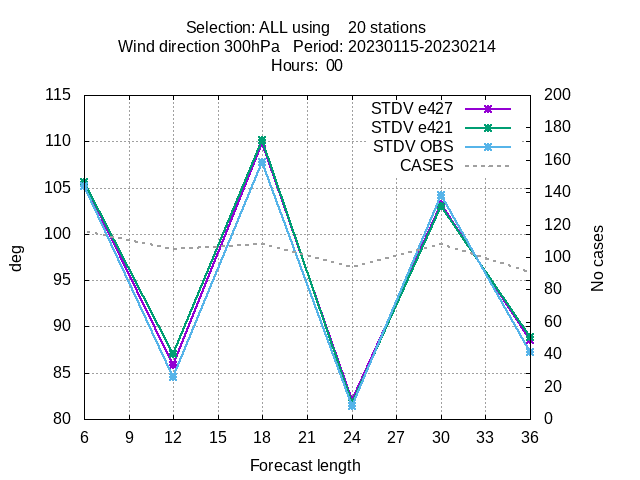 Selection: ALL using    20 stations
Wind direction 300hPa   Period: 20230115-20230214
Hours:  00
STDV e427
STDV e421
STDV OBS
CASES
115
110
105
100
95
90
85
80
deg
200
180
160
140
120
100
80
60
40
20
0
No cases
6 9 12 15 18 21 24 27 30 33 36
Forecast length